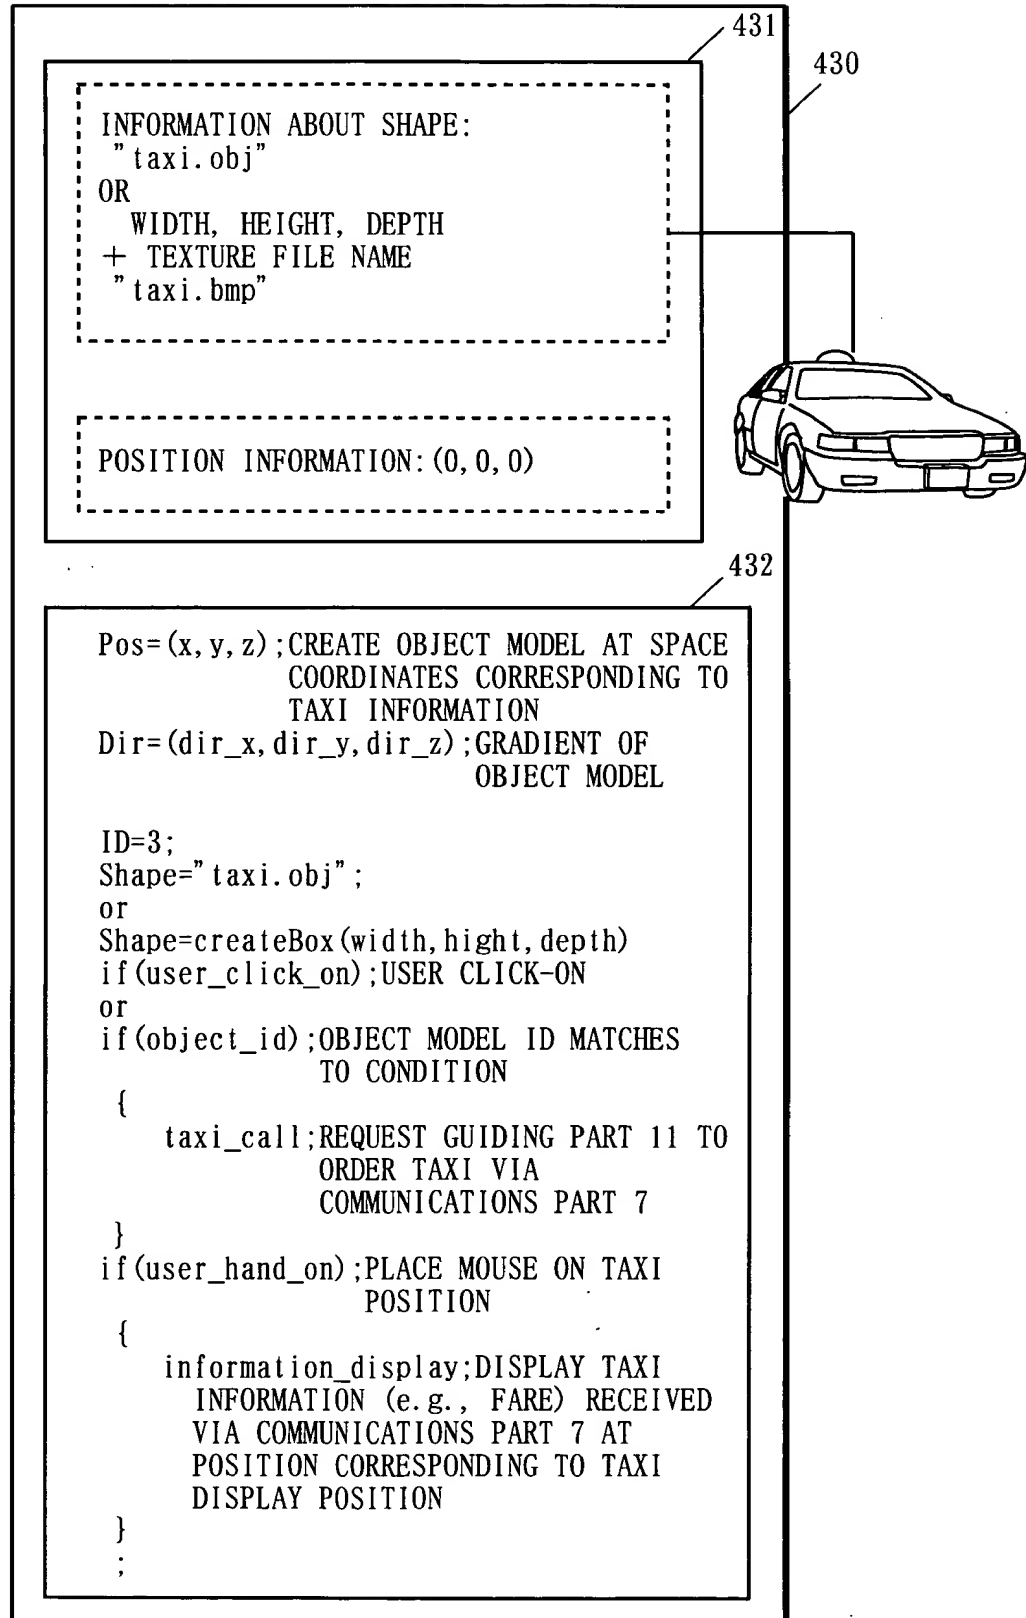 431
430
INFORMATION ABOUT SHAPE:
"taxi.obj"
OR
WIDTH, HEIGHT, DEPTH
+ TEXTURE FILE NAME
"taxi.bmp"
POSITION INFORMATION:(0,0,0)
432
Pos=(x,y,z);CREATE OBJECT MODEL AT SPACE
COORDINATES CORRESPONDING TO
TAXI INFORMATION
Dir=(dir_x,dir_y,dir_z);GRADIENT OF
OBJECT MODEL
ID=3;
Shape="taxi.obj";
or
Shape=createBox(width,hight,depth)
if(user_click_on);USER CLICK-ON
or
if(object_id);OBJECT MODEL ID MATCHES
TO CONDITION
{
taxi_call;REQUEST GUIDING PART 11 TO
ORDER TAXI VIA
COMMUNICATIONS PART 7
}
if(user_hand_on);PLACE MOUSE ON TAXI
POSITION
{
information_display;DISPLAY TAXI
INFORMATION (e.g., FARE) RECEIVED
VIA COMMUNICATIONS PART 7 AT
POSITION CORRESPONDING TO TAXI
DISPLAY POSITION
}
: